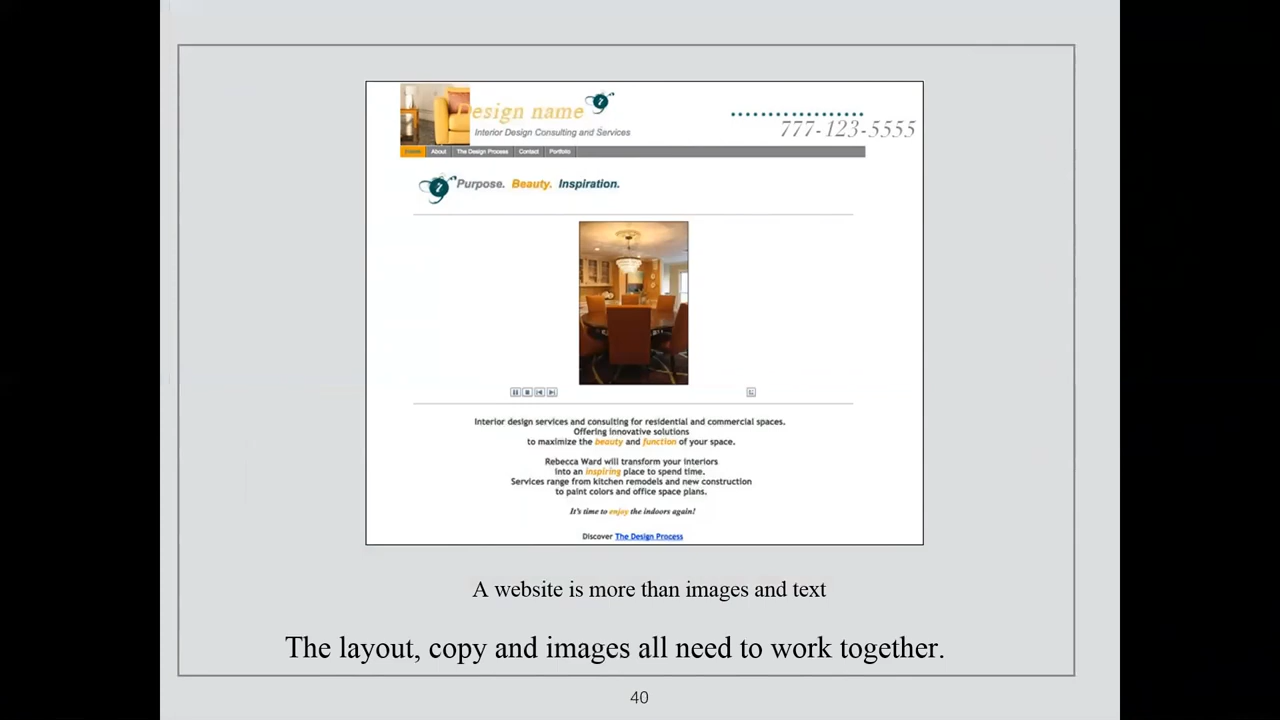 Design name
Interior Design Consulting and Services
777-123-5555
Home About The Design Process Contact Portfolio
Purpose. Beauty. Inspiration.
Interior design services and consulting for residential and commercial spaces.
Offering innovative solutions
to maximize the beauty and function of your space.
Rebecca Ward will transform your interiors
into an inspiring place to spend time.
Services range from kitchen remodels and new construction
to paint colors and office space plans.
It's time to enjoy the indoors again!
Discover The Design Process
A website is more than images and text
The layout, copy and images all need to work together.
40